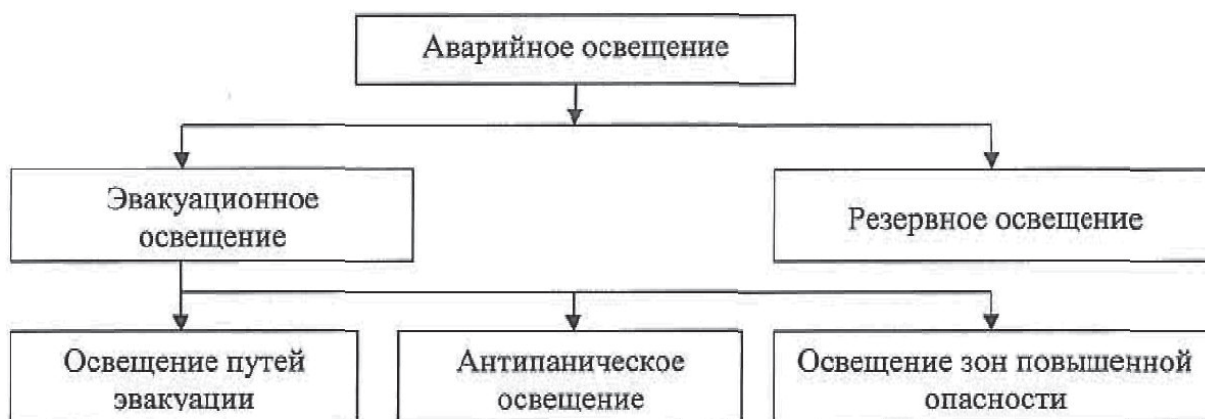 Аварийное освещение
Эвакуационное
освещение
Резервное освещение
Освещение путей
эвакуации
Антипаническое
освещение
Освещение зон повышенной
опасности